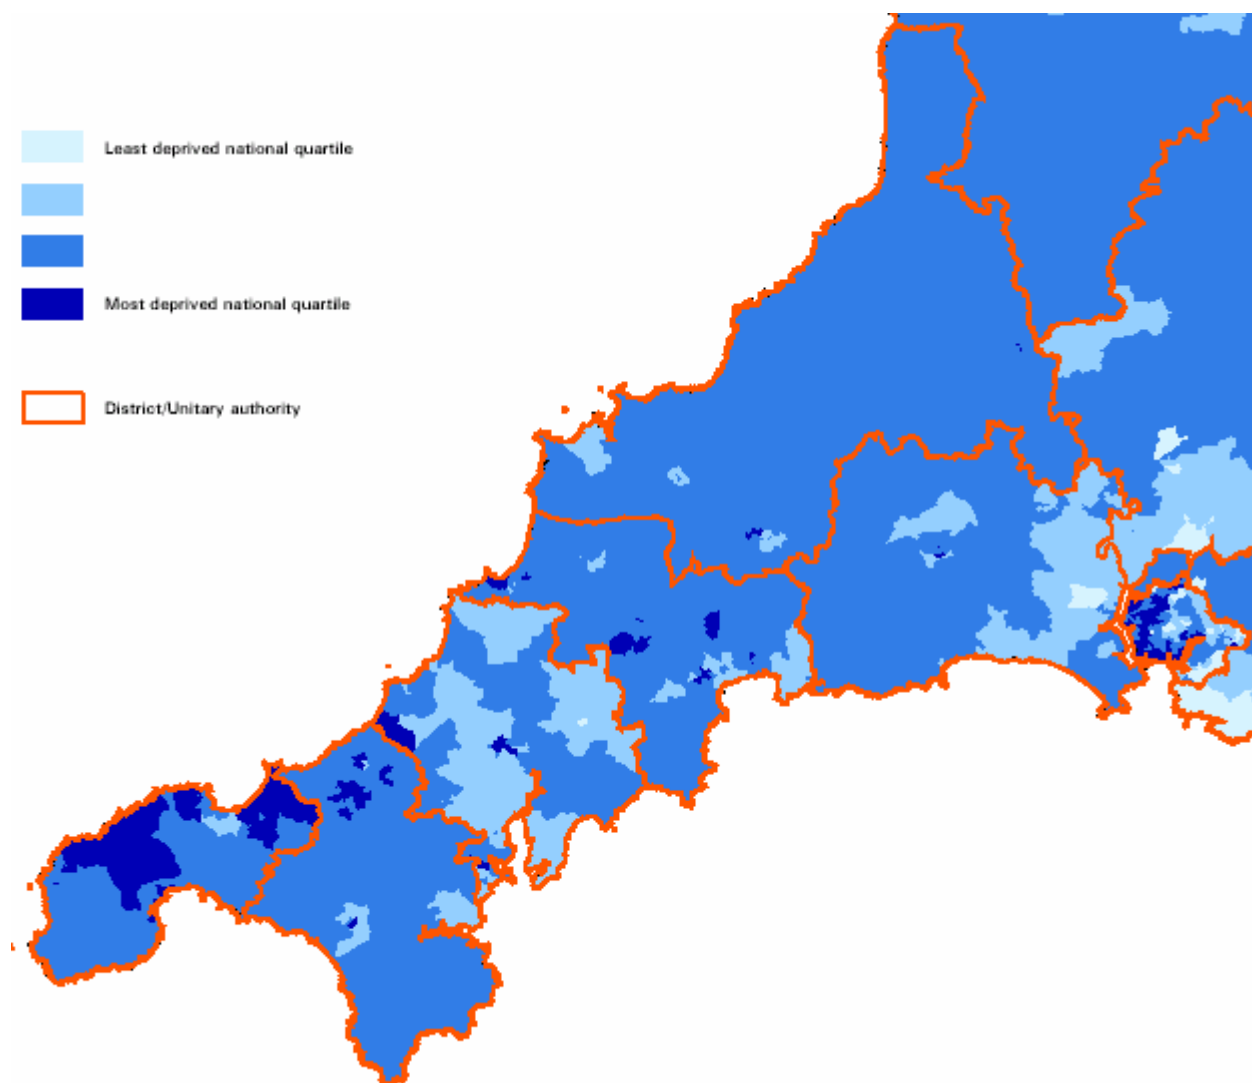 Least deprived national quartile
Most deprived national quartile
District/Unitary authority